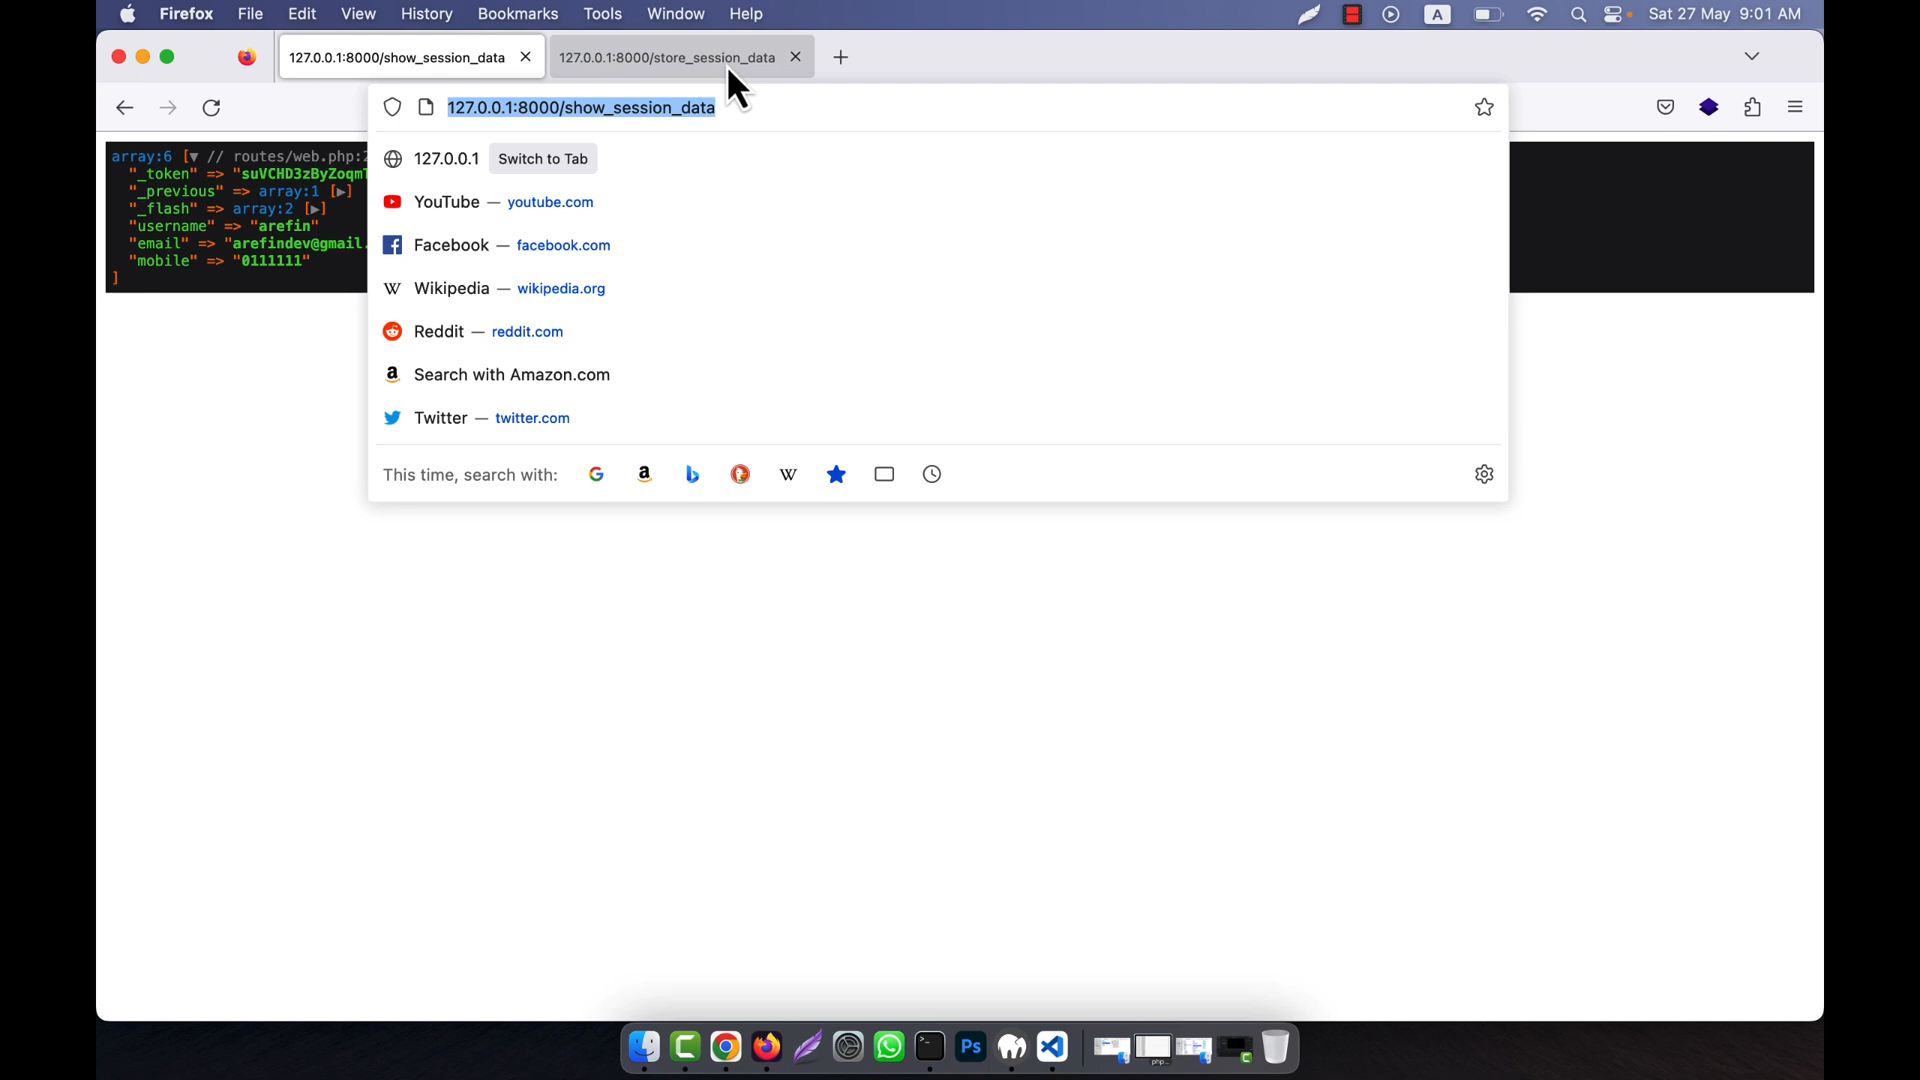 Firefox File Edit View History Bookmarks Tools Window Help A Sat 27 May 9:01 AM
127.0.0.1:8000/show_session_data 127.0.0.1:8000/store_session_data
127.0.0.1:8000/show_session_data
array:6 [▼ // routes/web.php:2
"_token" => "suVCHD3zByZoqm
"_previous" => array:1 [▶]
"_flash" => array:2 [▶]
"username" => "arefin"
"email" => "arefindev@gmail.
"mobile" => "0111111"
]
127.0.0.1 Switch to Tab
YouTube — youtube.com
Facebook — facebook.com
Wikipedia — wikipedia.org
Reddit — reddit.com
Search with Amazon.com
Twitter — twitter.com
This time, search with:
Ps
php